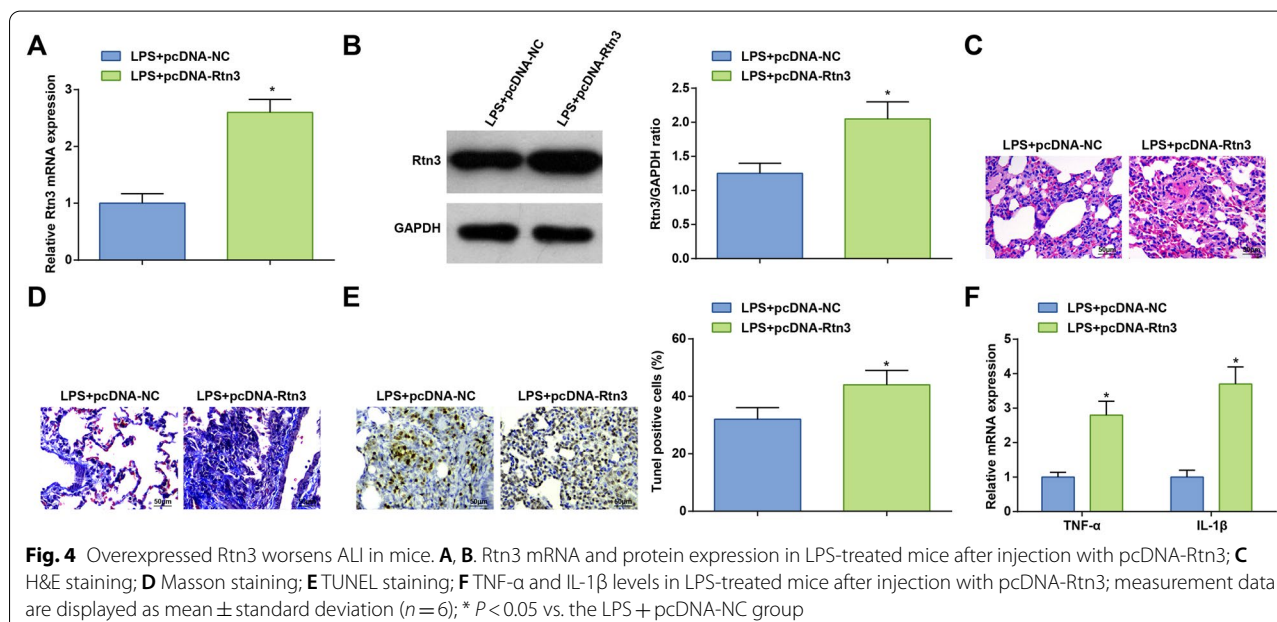 A
LPS+pcDNA-NC
LPS+pcDNA-Rtn3
Relative Rtn3 mRNA expression
3
2
1
0
*
B
LPS+pcDNA-NC
LPS+pcDNA-Rtn3
Rtn3
GAPDH
LPS+pcDNA-NC
LPS+pcDNA-Rtn3
Rtn3/GAPDH ratio
2.5
2.0
1.5
1.0
0.5
0.0
*
C
LPS+pcDNA-NC
LPS+pcDNA-Rtn3
50μm
50μm
D
LPS+pcDNA-NC
LPS+pcDNA-Rtn3
50μm
50μm
E
LPS+pcDNA-NC
LPS+pcDNA-Rtn3
50μm
50μm
LPS+pcDNA-NC
LPS+pcDNA-Rtn3
Tunel positive cells (%)
60
40
20
0
*
F
LPS+pcDNA-NC
LPS+pcDNA-Rtn3
Relative mRNA expression
5
4
3
2
1
0
*
*
TNF-α
IL-1β
Fig. 4 Overexpressed Rtn3 worsens ALI in mice. A, B. Rtn3 mRNA and protein expression in LPS-treated mice after injection with pcDNA-Rtn3; C
H&E staining; D Masson staining; E TUNEL staining; F TNF-α and IL-1β levels in LPS-treated mice after injection with pcDNA-Rtn3; measurement data
are displayed as mean ± standard deviation (n = 6); * P < 0.05 vs. the LPS + pcDNA-NC group